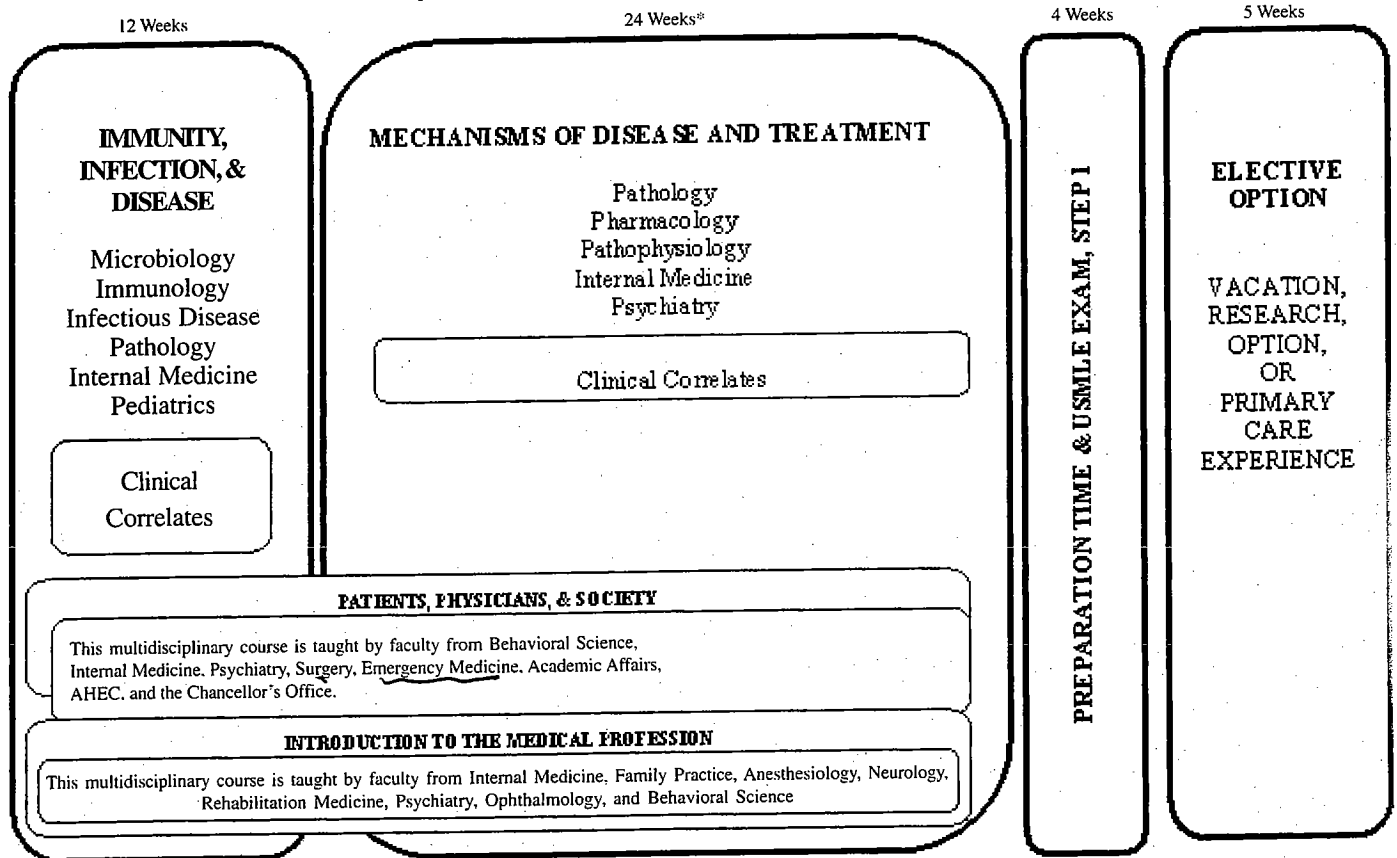 12 Weeks
24 Weeks*
4 Weeks
5 Weeks
IMMUNITY,
INFECTION, &
DISEASE
Microbiology
Immunology
Infectious Disease
Pathology
Internal Medicine
Pediatrics
Clinical
Correlates
MECHANISMS OF DISEASE AND TREATMENT
Pathology
Pharmacology
Pathophysiology
Internal Medicine
Psychiatry
Clinical Correlates
PATIENTS, PHYSICIANS, & SOCIETY
This multidisciplinary course is taught by faculty from Behavioral Science,
Internal Medicine. Psychiatry, Surgery, Emergency Medicine. Academic Affairs,
AHEC. and the Chancellor's Office.
INTRODUCTION TO THE MEDICAL PROFESSION
This multidisciplinary course is taught by faculty from Internal Medicine, Family Practice, Anesthesiology, Neurology,
Rehabilitation Medicine, Psychiatry, Ophthalmology, and Behavioral Science
PREPARATION TIME & USMLE EXAM, STEP 1
ELECTIVE
OPTION
VACATION,
RESEARCH,
OPTION,
OR
PRIMARY
CARE
EXPERIENCE